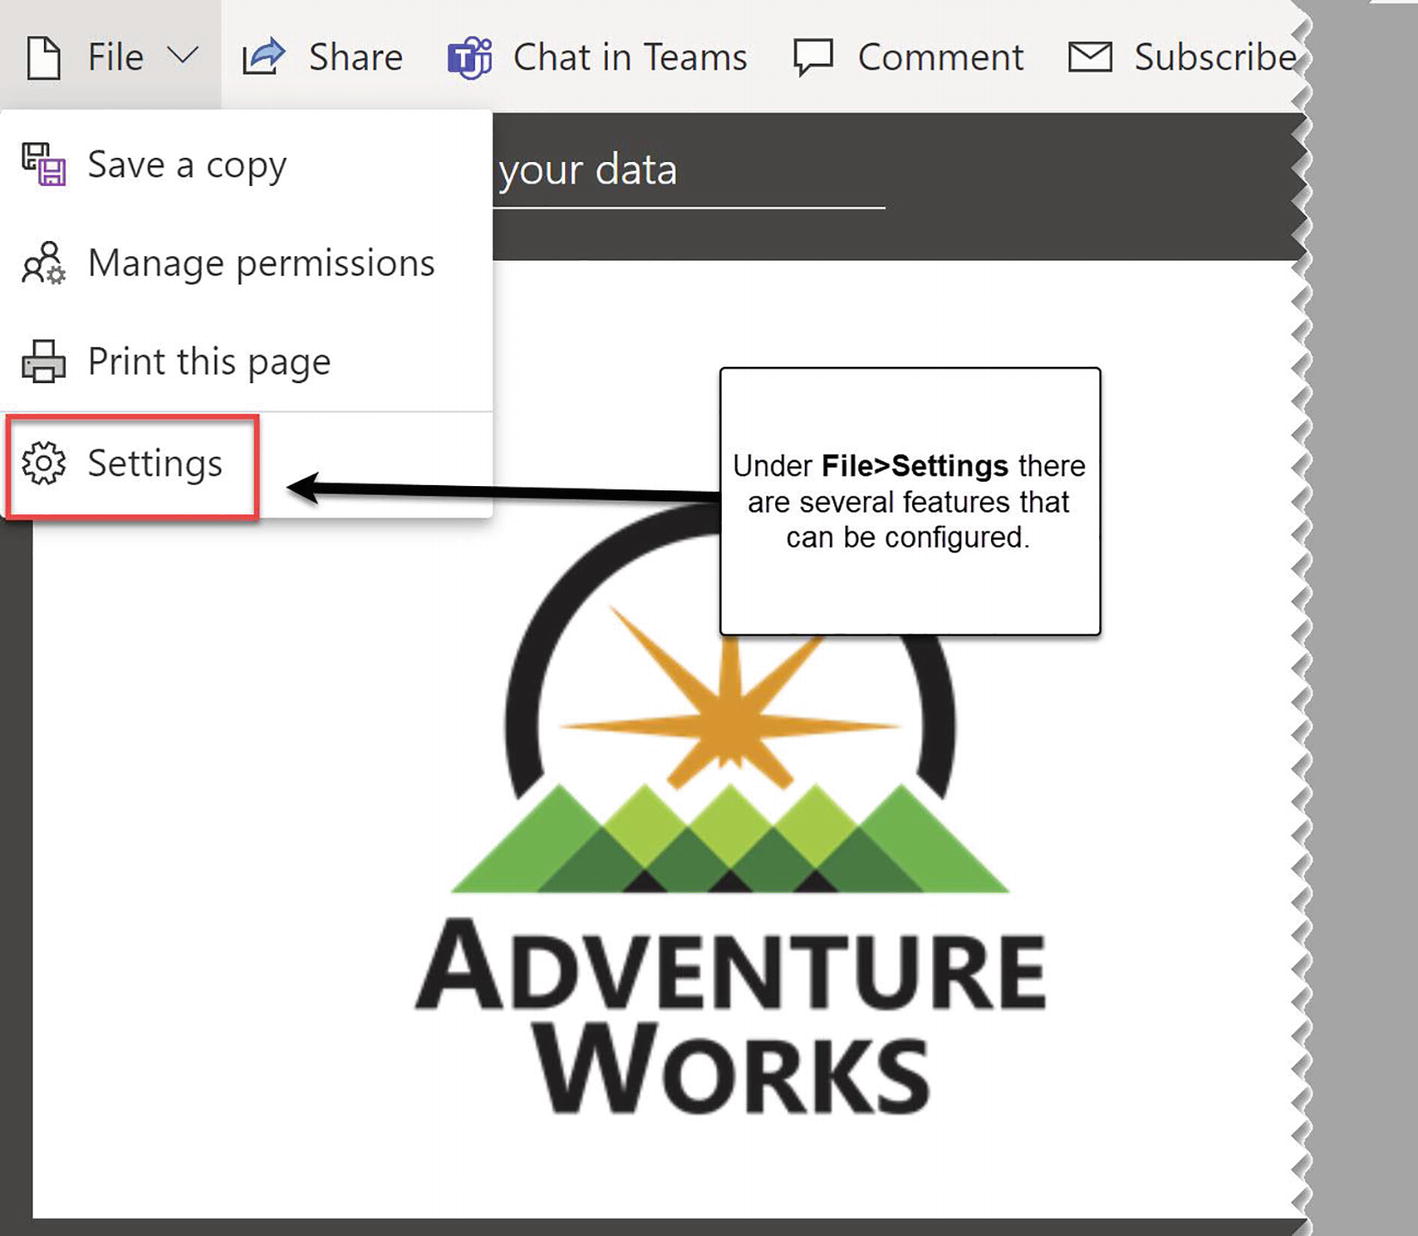 File Share Chat in Teams Comment Subscribe
Save a copy
your data
Manage permissions
Print this page
Settings
Under File>Settings there
are several features that
can be configured.
ADVENTURE
WORKS